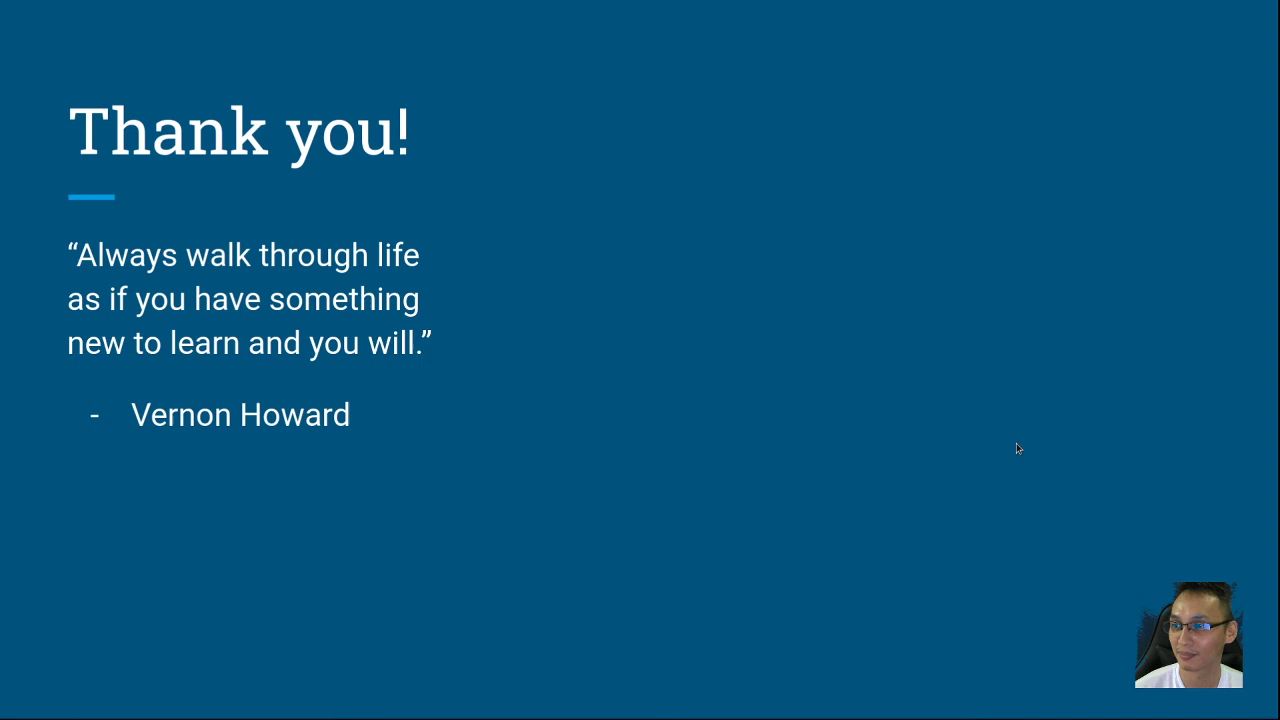 Thank you!
“Always walk through life
as if you have something
new to learn and you will.”
- Vernon Howard